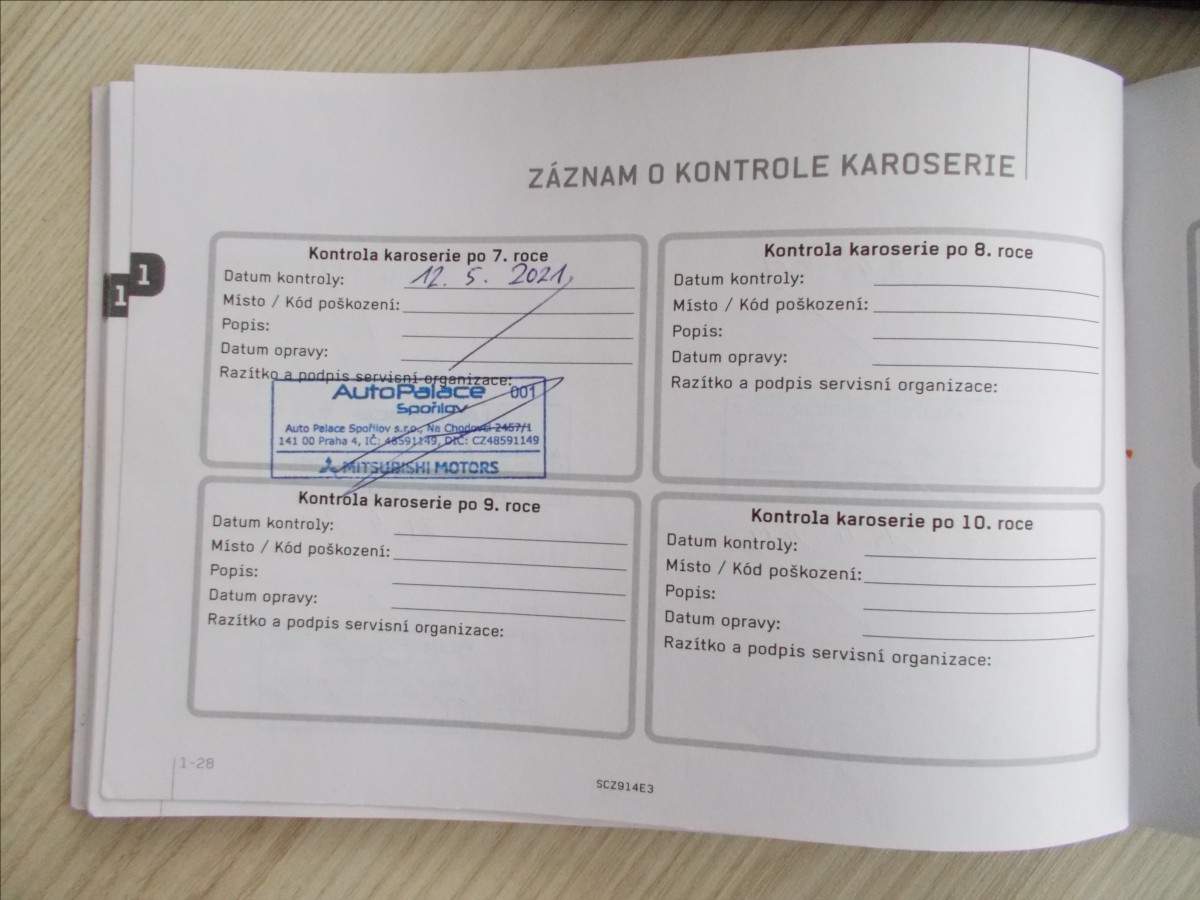 ZÁZNAM O KONTROLE KAROSERIE
1
1
Kontrola karoserie po 7. roce
Datum kontroly: 12. 5. 2021
Místo / Kód poškození:
Popis:
Datum opravy:
Razítko a podpis servisní organizace:
AutoPalace 001
Spořilov
Auto Palace Spořilov s.r.o., Na Chodovci 2457/1
141 00 Praha 4, IČ: 48591149, DIČ: CZ48591149
MITSUBISHI MOTORS
Kontrola karoserie po 8. roce
Datum kontroly:
Místo / Kód poškození:
Popis:
Datum opravy:
Razítko a podpis servisní organizace:
Kontrola karoserie po 9. roce
Datum kontroly:
Místo / Kód poškození:
Popis:
Datum opravy:
Razítko a podpis servisní organizace:
Kontrola karoserie po 10. roce
Datum kontroly:
Místo / Kód poškození:
Popis:
Datum opravy:
Razítko a podpis servisní organizace:
1-28
SCZ914E3